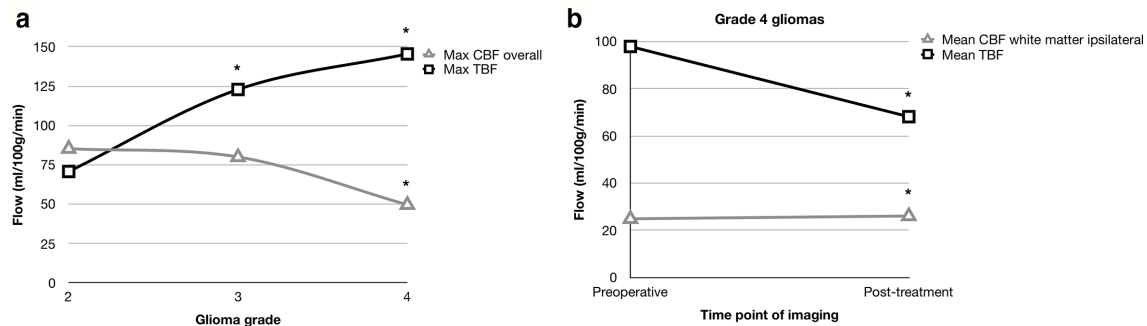 a
Flow (ml/100g/min)
150
125
100
75
50
25
0
*
*
*
2
3
4
Glioma grade
Max CBF overall
Max TBF
b
Grade 4 gliomas
Flow (ml/100g/min)
100
80
60
40
20
0
*
*
Preoperative
Post-treatment
Time point of imaging
Mean CBF white matter ipsilateral
Mean TBF